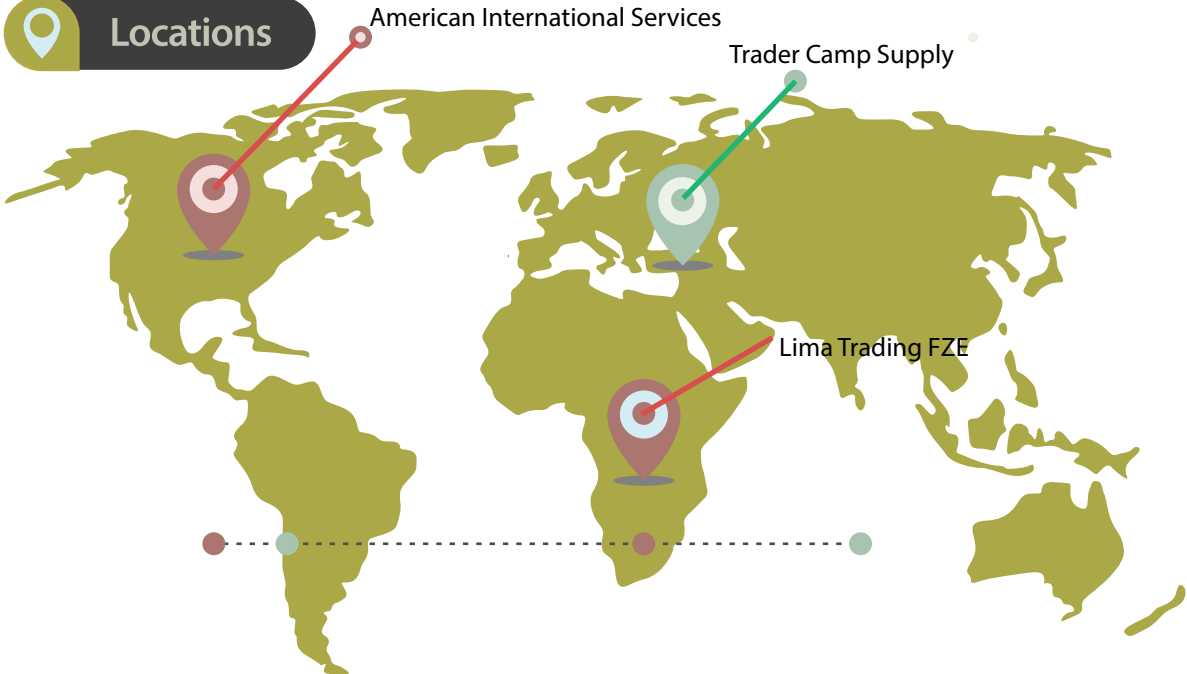 American International Services
Locations
Trader Camp Supply
Lima Trading FZE